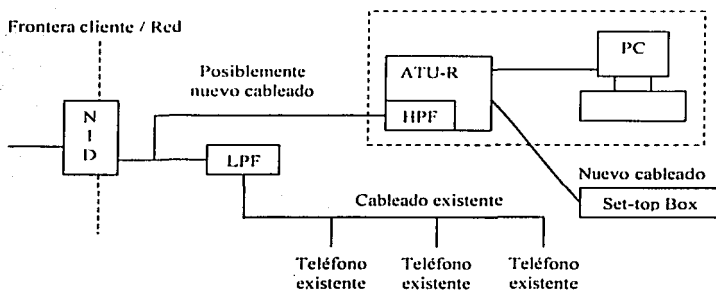 Frontera cliente / Red
Posiblemente
nuevo cableado
N
I
D
LPF
ATU-R
HPF
PC
Nuevo cableado
Set-top Box
Cableado existente
Teléfono
existente
Teléfono
existente
Teléfono
existente